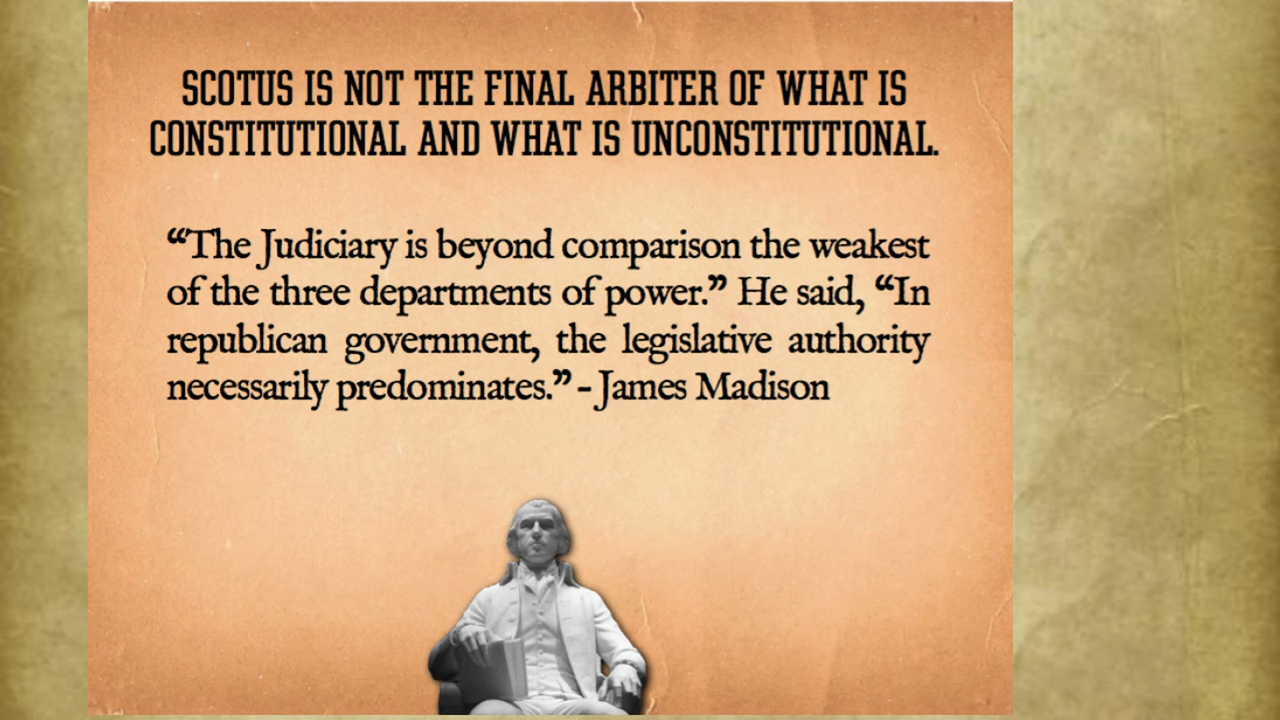 SCOTUS IS NOT THE FINAL ARBITER OF WHAT IS
CONSTITUTIONAL AND WHAT IS UNCONSTITUTIONAL.
“The Judiciary is beyond comparison the weakest
of the three departments of power.” He said, “In
republican government, the legislative authority
necessarily predominates.” - James Madison